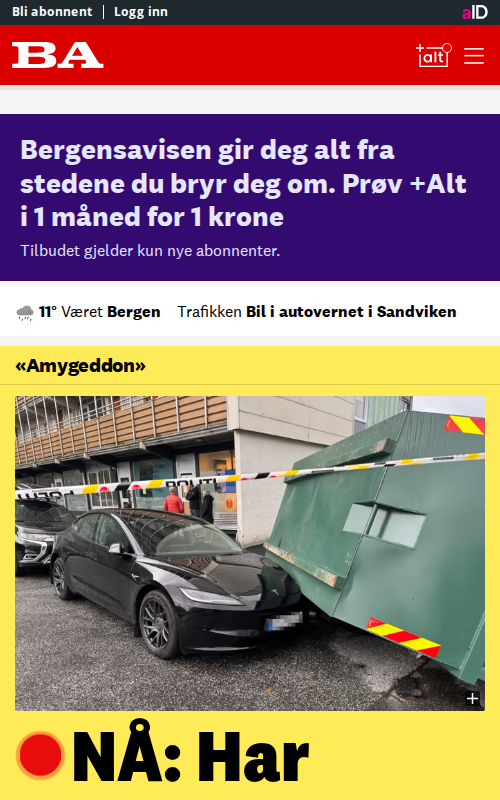 Bli abonnent | Logg inn
aID
BA
+alt
Bergensavisen gir deg alt fra
stedene du bryr deg om. Prøv +Alt
i 1 måned for 1 krone
Tilbudet gjelder kun nye abonnenter.
11° Været Bergen Trafikken Bil i autovernet i Sandviken
«Amygeddon»
NÅ: Har